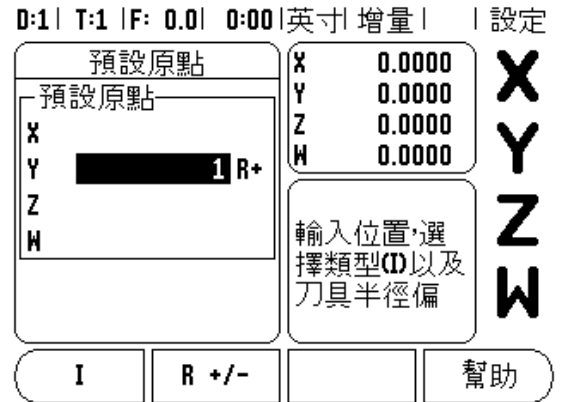 D:1| T:1 |F: 0.0| 0:00|英寸|增量| |設定
預設原點
預設原點
X
Y 1 R+
Z
W
X 0.0000
Y 0.0000
Z 0.0000
W 0.0000
輸入位置,選
擇類型(I)以及
刀具半徑偏
X
Y
Z
W
I
R +/-
幫助